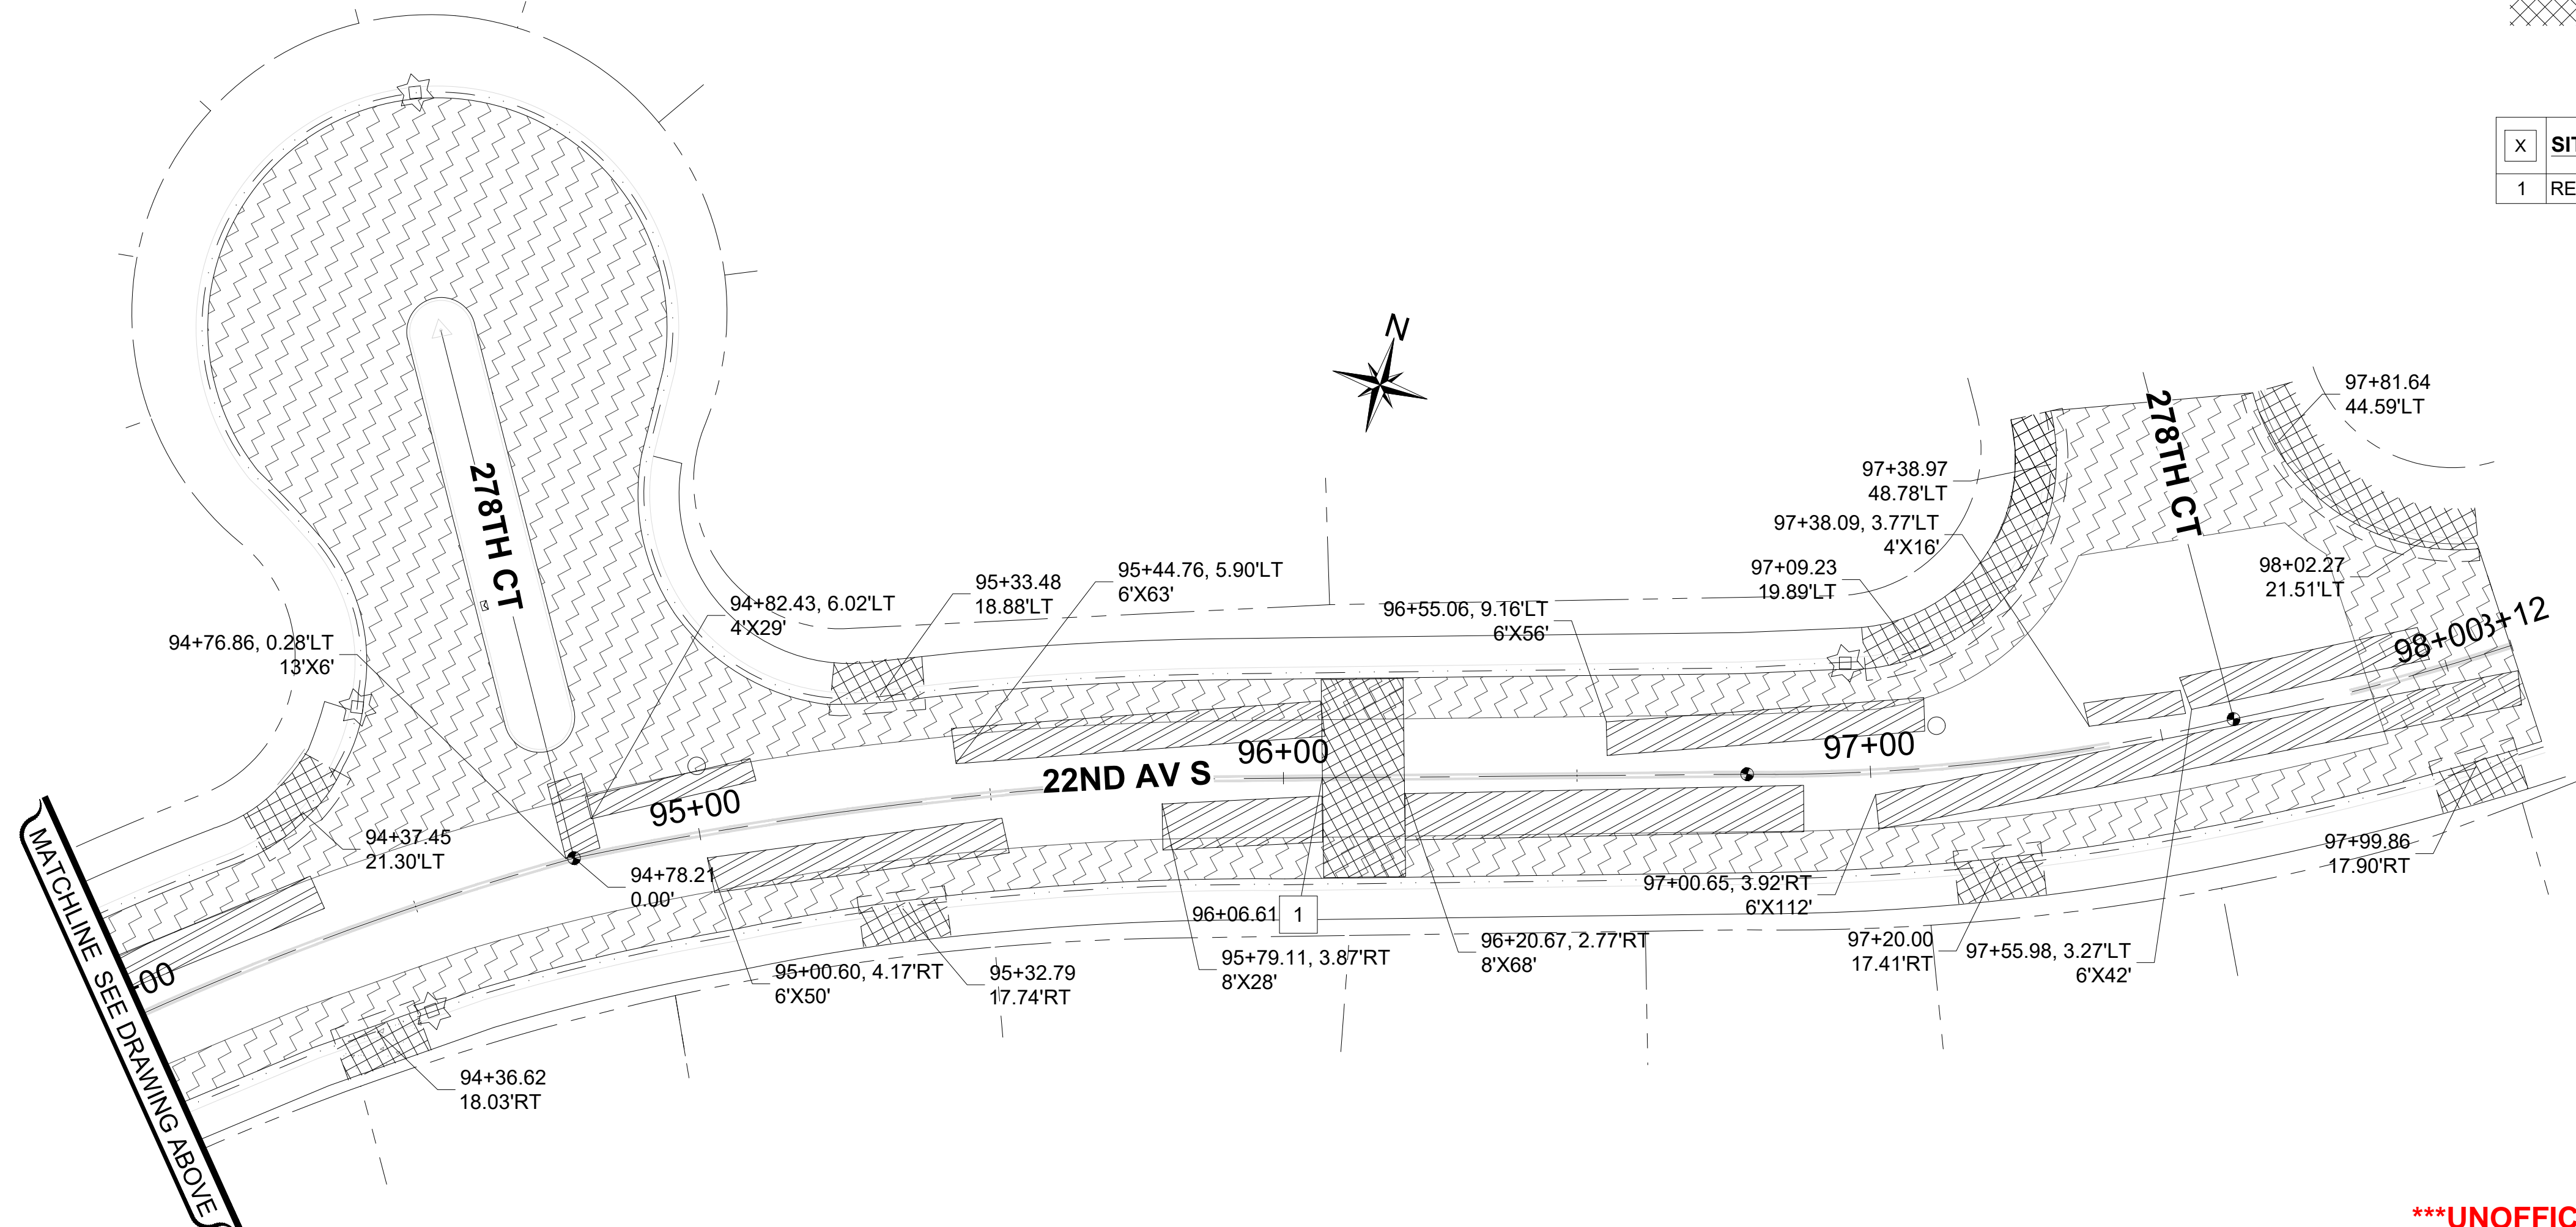 X
SIT
1
RE
N
278TH CT
278TH CT
97+81.64
44.59'LT
97+38.97
48.78'LT
97+38.09, 3.77'LT
4'X16'
97+09.23
19.89'LT
98+02.27
21.51'LT
95+44.76, 5.90'LT
6'X63'
95+33.48
18.88'LT
94+82.43, 6.02'LT
4'X29'
96+55.06, 9.16'LT
6'X56'
94+76.86, 0.28'LT
13'X6'
98+00
3+12
96+00
97+00
22ND AV S
95+00
94+37.45
21.30'LT
94+78.21
0.00'
97+99.86
17.90'RT
97+00.65, 3.92'RT
6'X112'
96+06.61
1
97+20.00
17.41'RT
97+55.98, 3.27'LT
6'X42'
96+20.67, 2.77'RT
8'X68'
95+79.11, 3.87'RT
8'X28'
95+00.60, 4.17'RT
6'X50'
95+32.79
17.74'RT
+00
MATCHLINE SEE DRAWING ABOVE
94+36.62
18.03'RT
***UNOFFIC